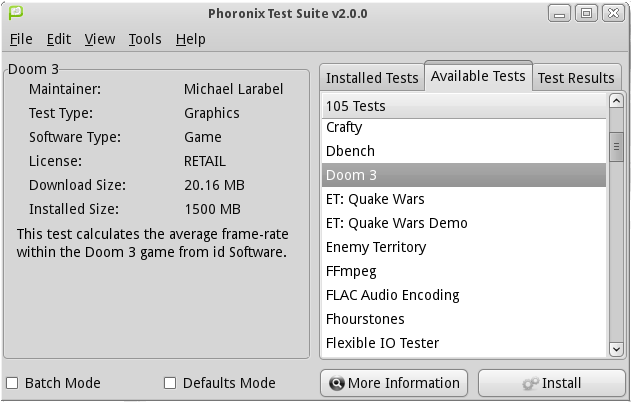 Phoronix Test Suite v2.0.0
File Edit View Tools Help
Doom 3
Maintainer: Michael Larabel
Test Type: Graphics
Software Type: Game
License: RETAIL
Download Size: 20.16 MB
Installed Size: 1500 MB
This test calculates the average frame-rate
within the Doom 3 game from id Software.
Installed Tests Available Tests Test Results
105 Tests
Crafty
Dbench
Doom 3
ET: Quake Wars
ET: Quake Wars Demo
Enemy Territory
FFmpeg
FLAC Audio Encoding
Fhourstones
Flexible IO Tester
Batch Mode Defaults Mode More Information Install